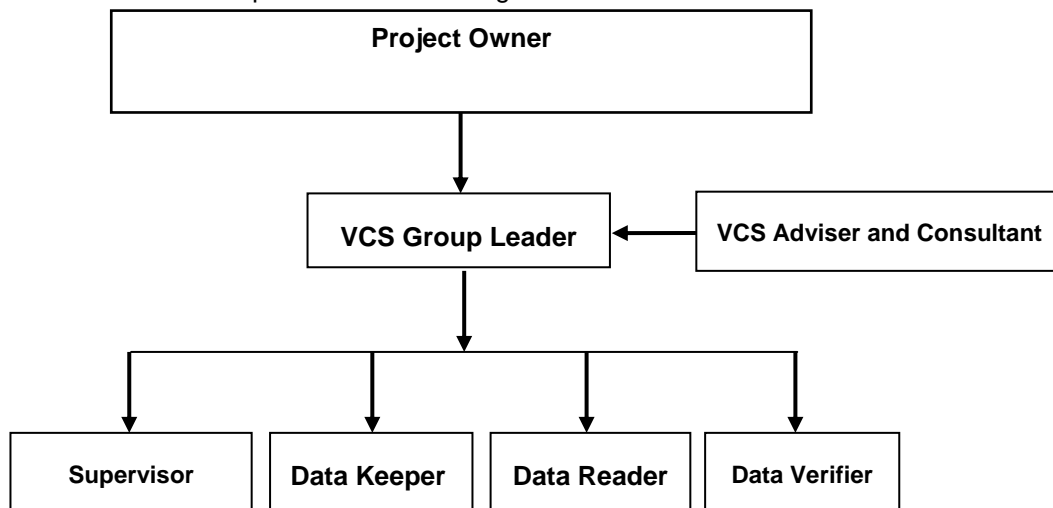 Project Owner
VCS Group Leader
VCS Adviser and Consultant
Supervisor
Data Keeper
Data Reader
Data Verifier